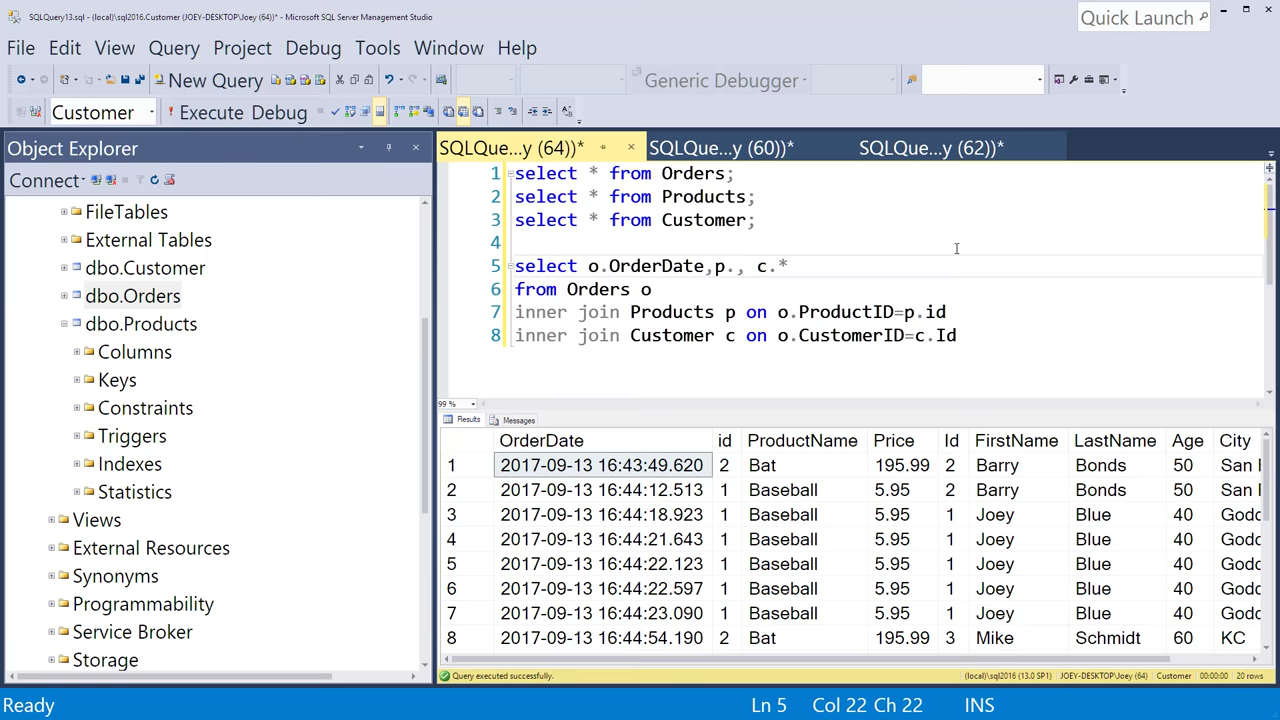 SQLQuery13.sql - (local)\sql2016.Customer (JOEY-DESKTOP\Joey (64))* - Microsoft SQL Server Management Studio
Quick Launch
File Edit View Query Project Debug Tools Window Help
New Query Generic Debugger
Customer Execute Debug
Object Explorer
Connect
FileTables
External Tables
dbo.Customer
dbo.Orders
dbo.Products
Columns
Keys
Constraints
Triggers
Indexes
Statistics
Views
External Resources
Synonyms
Programmability
Service Broker
Storage
SQLQue...y (64))* SQLQue...y (60))* SQLQue...y (62))*
1 select * from Orders;
2 select * from Products;
3 select * from Customer;
4
5 select o.OrderDate,p., c.*
6 from Orders o
7 inner join Products p on o.ProductID=p.id
8 inner join Customer c on o.CustomerID=c.Id
99 %
Results Messages
OrderDate id ProductName Price Id FirstName LastName Age City
1 2017-09-13 16:43:49.620 2 Bat 195.99 2 Barry Bonds 50 San
2 2017-09-13 16:44:12.513 1 Baseball 5.95 2 Barry Bonds 50 San
3 2017-09-13 16:44:18.923 1 Baseball 5.95 1 Joey Blue 40 Godd
4 2017-09-13 16:44:21.643 1 Baseball 5.95 1 Joey Blue 40 Godd
5 2017-09-13 16:44:22.123 1 Baseball 5.95 1 Joey Blue 40 Godd
6 2017-09-13 16:44:22.597 1 Baseball 5.95 1 Joey Blue 40 Godd
7 2017-09-13 16:44:23.090 1 Baseball 5.95 1 Joey Blue 40 Godd
8 2017-09-13 16:44:54.190 2 Bat 195.99 3 Mike Schmidt 60 KC
Query executed successfully. (local)\sql2016 (13.0 SP1) JOEY-DESKTOP\Joey (64) Customer 00:00:00 20 rows
Ready Ln 5 Col 22 Ch 22 INS